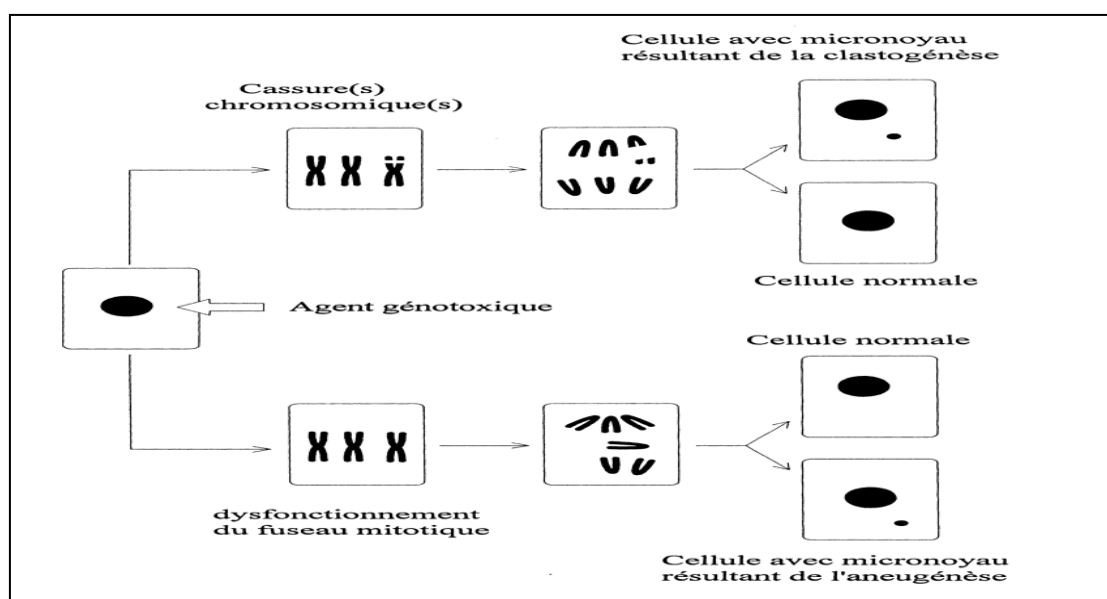 Cellule avec micronoyau
résultant de la clastogénèse
Cassure(s)
chromosomique(s)
Cellule normale
Agent génotoxique
Cellule normale
dysfonctionnement
du fuseau mitotique
Cellule avec micronoyau
résultant de l'aneugénèse